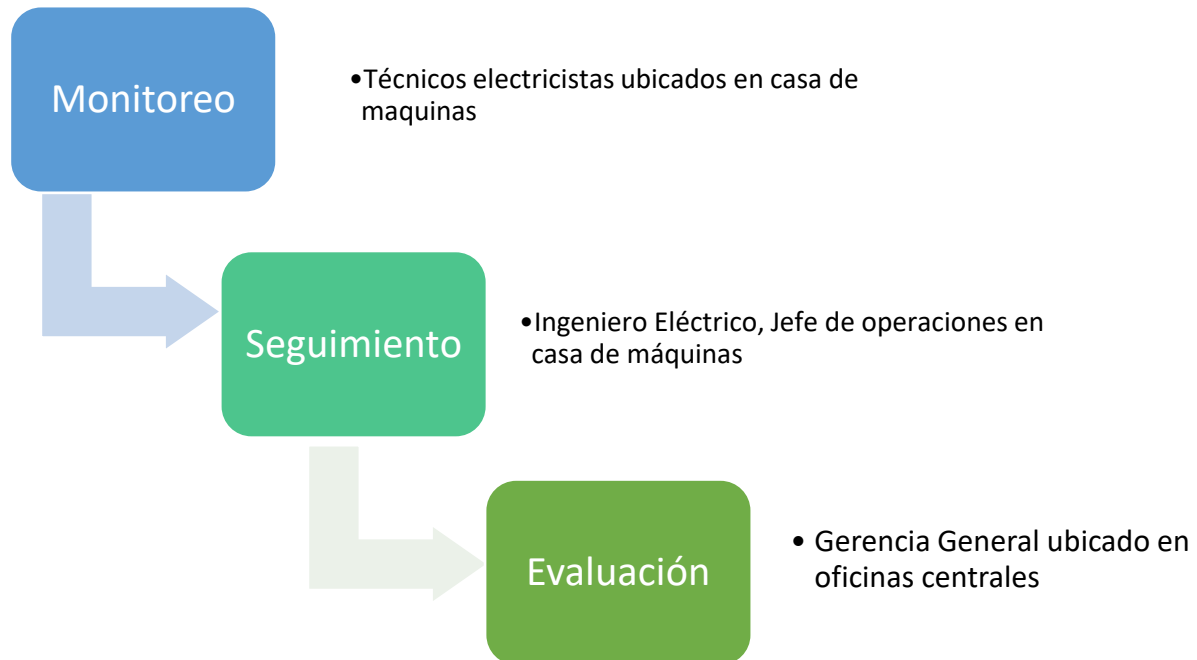 Monitoreo
•Técnicos electricistas ubicados en casa de
maquinas
Seguimiento
•Ingeniero Eléctrico, Jefe de operaciones en
casa de máquinas
Evaluación
• Gerencia General ubicado en
oficinas centrales